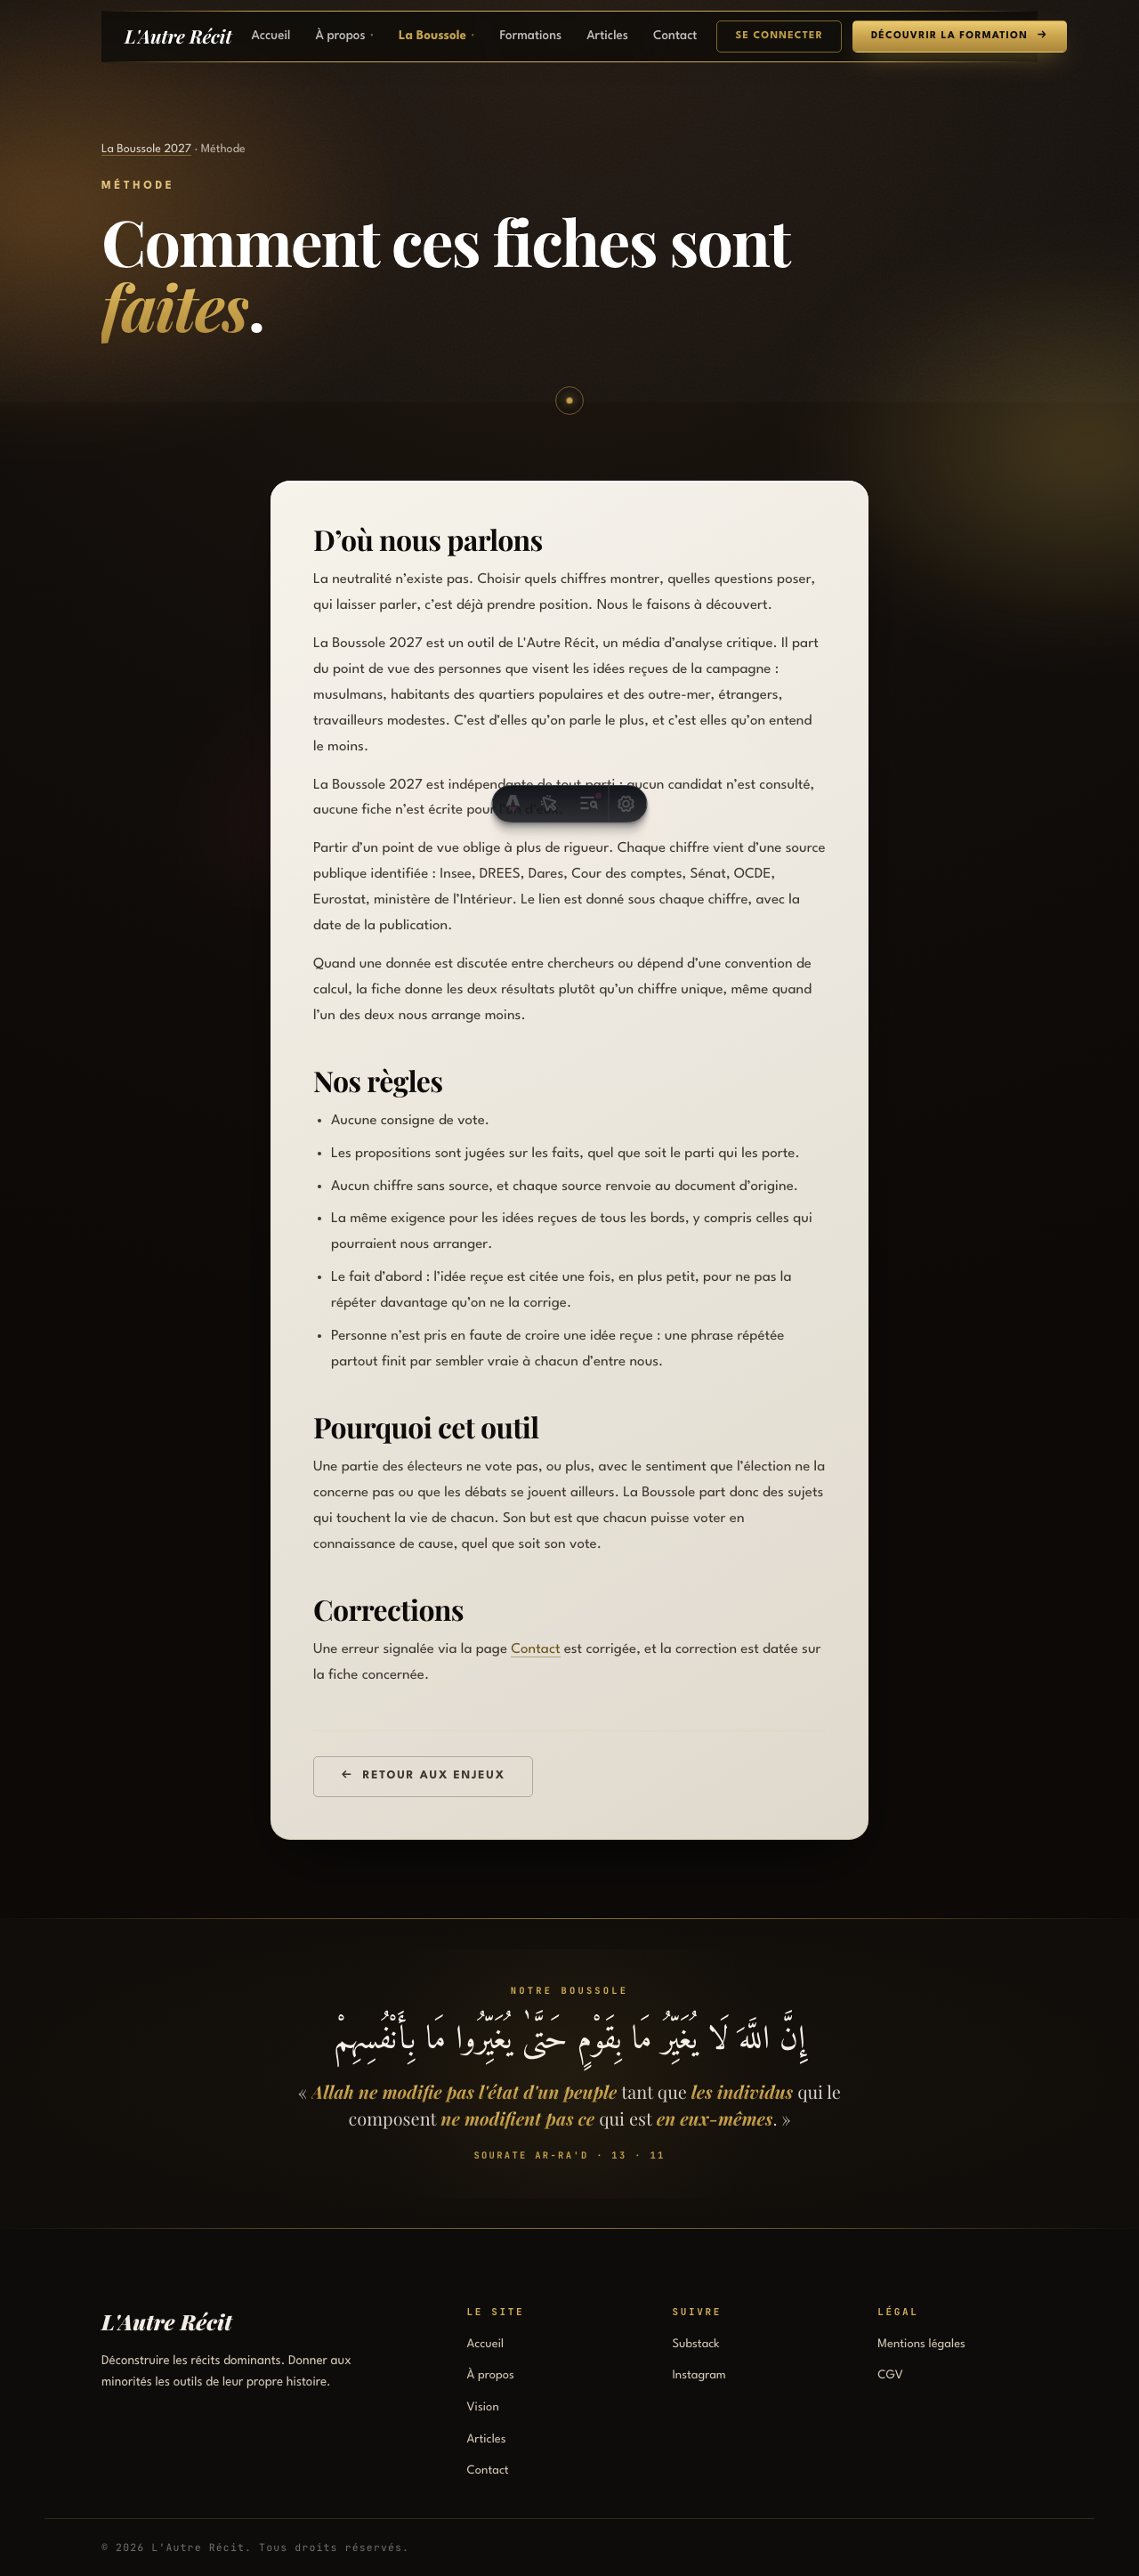 L'Autre Récit
Accueil
À propos
La Boussole
Formations
Articles
Contact
SE CONNECTER
DÉCOUVRIR LA FORMATION →
La Boussole 2027 · Méthode
MÉTHODE
Comment ces fiches sont
faites.
D’où nous parlons
La neutralité n’existe pas. Choisir quels chiffres montrer, quelles questions poser,
qui laisser parler, c’est déjà prendre position. Nous le faisons à découvert.
La Boussole 2027 est un outil de L'Autre Récit, un média d’analyse critique. Il part
du point de vue des personnes que visent les idées reçues de la campagne :
musulmans, habitants des quartiers populaires et des outre-mer, étrangers,
travailleurs modestes. C’est d’elles qu’on parle le plus, et c’est elles qu’on entend
le moins.
La Boussole 2027 est indépendante de tout parti : aucun candidat n’est consulté,
aucune fiche n’est écrite pour
Partir d’un point de vue oblige à plus de rigueur. Chaque chiffre vient d’une source
publique identifiée : Insee, DREES, Dares, Cour des comptes, Sénat, OCDE,
Eurostat, ministère de l’Intérieur. Le lien est donné sous chaque chiffre, avec la
date de la publication.
Quand une donnée est discutée entre chercheurs ou dépend d’une convention de
calcul, la fiche donne les deux résultats plutôt qu’un chiffre unique, même quand
l’un des deux nous arrange moins.
Nos règles
• Aucune consigne de vote.
• Les propositions sont jugées sur les faits, quel que soit le parti qui les porte.
• Aucun chiffre sans source, et chaque source renvoie au document d’origine.
• La même exigence pour les idées reçues de tous les bords, y compris celles qui
pourraient nous arranger.
• Le fait d’abord : l’idée reçue est citée une fois, en plus petit, pour ne pas la
répéter davantage qu’on ne la corrige.
• Personne n’est pris en faute de croire une idée reçue : une phrase répétée
partout finit par sembler vraie à chacun d’entre nous.
Pourquoi cet outil
Une partie des électeurs ne vote pas, ou plus, avec le sentiment que l’élection ne la
concerne pas ou que les débats se jouent ailleurs. La Boussole part donc des sujets
qui touchent la vie de chacun. Son but est que chacun puisse voter en
connaissance de cause, quel que soit son vote.
Corrections
Une erreur signalée via la page Contact est corrigée, et la correction est datée sur
la fiche concernée.
← RETOUR AUX ENJEUX
NOTRE BOUSSOLE
إِنَّ اللَّهَ لَا يُغَيِّرُ مَا بِقَوْمٍ حَتَّىٰ يُغَيِّرُوا مَا بِأَنْفُسِهِمْ
« Allah ne modifie pas l'état d'un peuple tant que les individus qui le
composent ne modifient pas ce qui est en eux-mêmes. »
SOURATE AR-RA'D · 13 · 11
L'Autre Récit
Déconstruire les récits dominants. Donner aux
minorités les outils de leur propre histoire.
LE SITE
Accueil
À propos
Vision
Articles
Contact
SUIVRE
Substack
Instagram
LÉGAL
Mentions légales
CGV
© 2026 L'Autre Récit. Tous droits réservés.